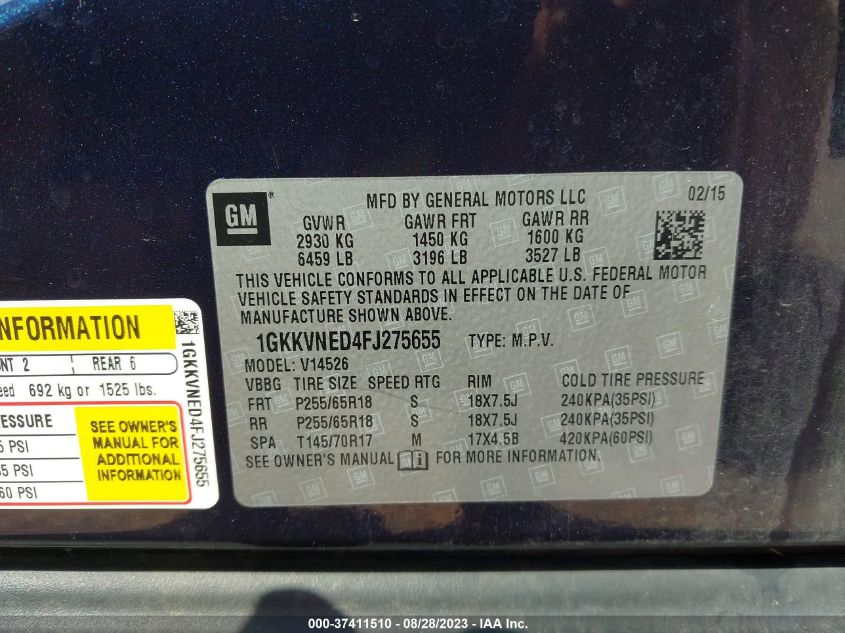 GM ®
MFD BY GENERAL MOTORS LLC 02/15
GVWR GAWR FRT GAWR RR
2930 KG 1450 KG 1600 KG
6459 LB 3196 LB 3527 LB
THIS VEHICLE CONFORMS TO ALL APPLICABLE U.S. FEDERAL MOTOR
VEHICLE SAFETY STANDARDS IN EFFECT ON THE DATE OF
MANUFACTURE SHOWN ABOVE.
1GKKVNED4FJ275655 TYPE: M.P.V.
MODEL: V14526
VBBG TIRE SIZE SPEED RTG RIM COLD TIRE PRESSURE
FRT P255/65R18 S 18X7.5J 240KPA(35PSI)
RR P255/65R18 S 18X7.5J 240KPA(35PSI)
SPA T145/70R17 M 17X4.5B 420KPA(60PSI)
SEE OWNER'S MANUAL i FOR MORE INFORMATION.
NFORMATION
NT 2 REAR 6
eed 692 kg or 1525 lbs.
ESSURE
5 PSI
35 PSI
60 PSI
SEE OWNER'S
MANUAL FOR
ADDITIONAL
INFORMATION
1GKKVNED4FJ275655
000-37411510 - 08/28/2023 - IAA Inc.